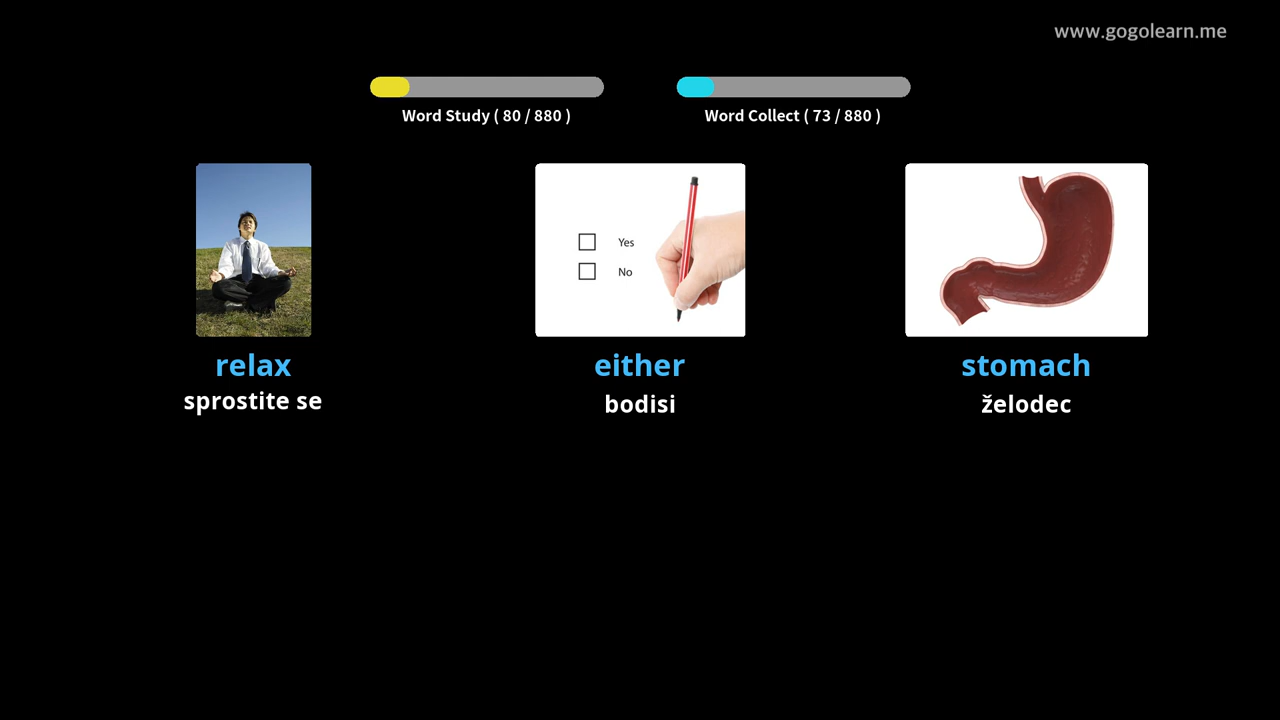 www.gogolearn.me
Word Study ( 80 / 880 )
Word Collect ( 73 / 880 )
Yes
No
relax
either
stomach
sprostite se
bodisi
želodec